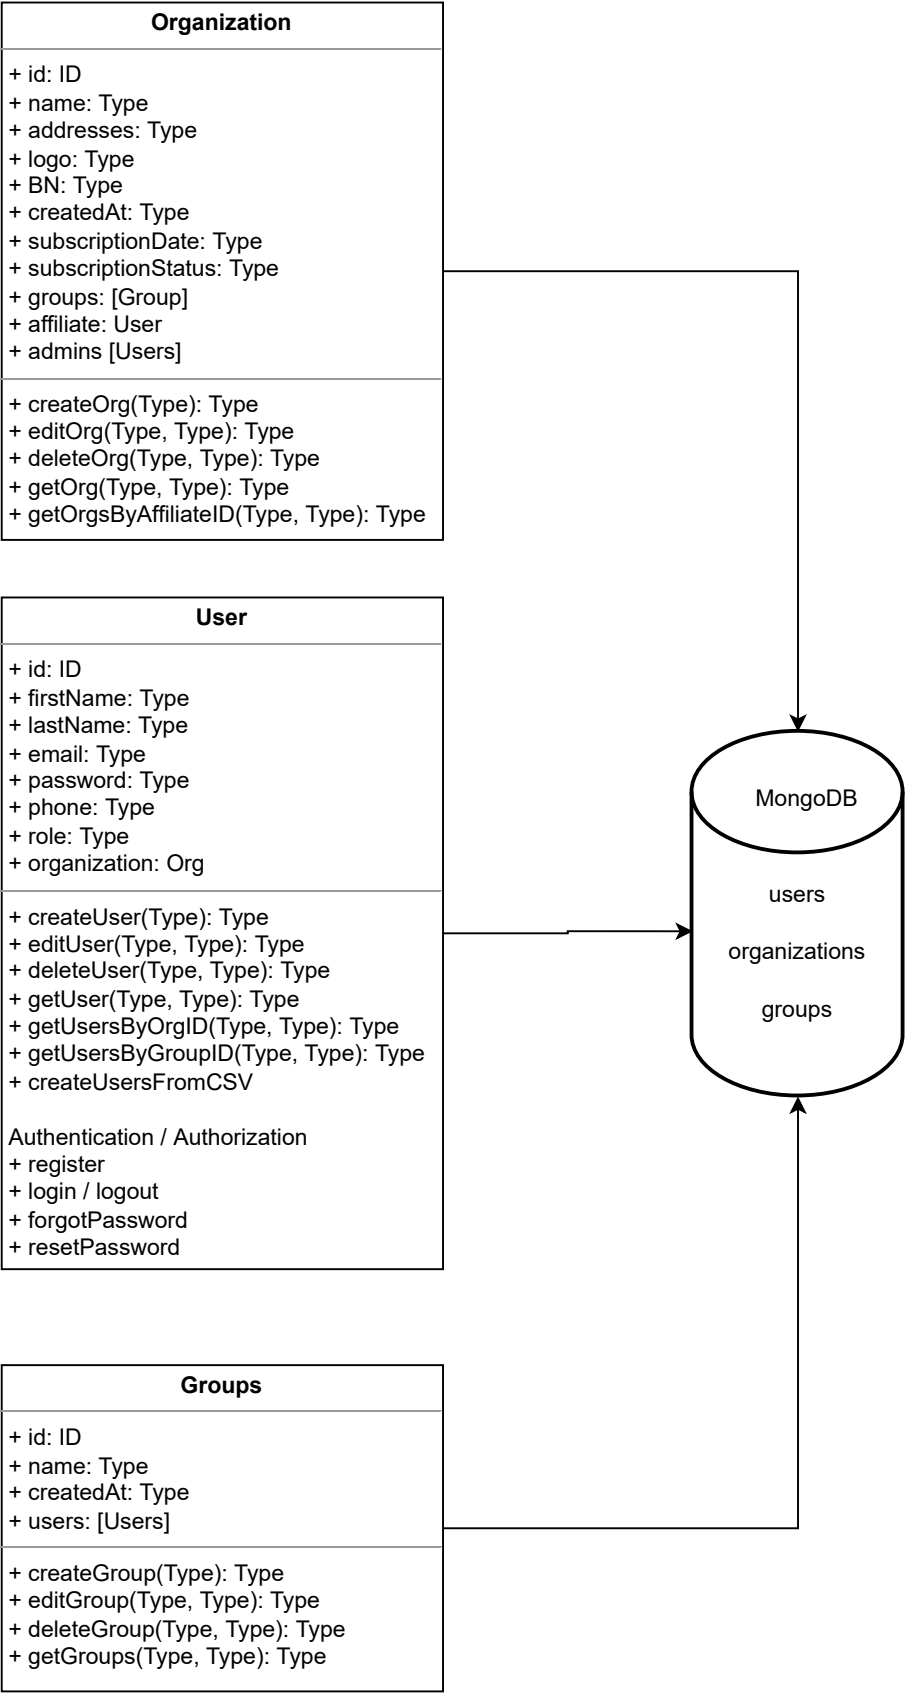 Organization
+ id: ID
+ name: Type
+ addresses: Type
+ logo: Type
+ BN: Type
+ createdAt: Type
+ subscriptionDate: Type
+ subscriptionStatus: Type
+ groups: [Group]
+ affiliate: User
+ admins [Users]
+ createOrg(Type): Type
+ editOrg(Type, Type): Type
+ deleteOrg(Type, Type): Type
+ getOrg(Type, Type): Type
+ getOrgsByAffiliateID(Type, Type): Type
User
+ id: ID
+ firstName: Type
+ lastName: Type
+ email: Type
+ password: Type
+ phone: Type
+ role: Type
+ organization: Org
+ createUser(Type): Type
+ editUser(Type, Type): Type
+ deleteUser(Type, Type): Type
+ getUser(Type, Type): Type
+ getUsersByOrgID(Type, Type): Type
+ getUsersByGroupID(Type, Type): Type
+ createUsersFromCSV
Authentication / Authorization
+ register
+ login / logout
+ forgotPassword
+ resetPassword
MongoDB
users
organizations
groups
Groups
+ id: ID
+ name: Type
+ createdAt: Type
+ users: [Users]
+ createGroup(Type): Type
+ editGroup(Type, Type): Type
+ deleteGroup(Type, Type): Type
+ getGroups(Type, Type): Type